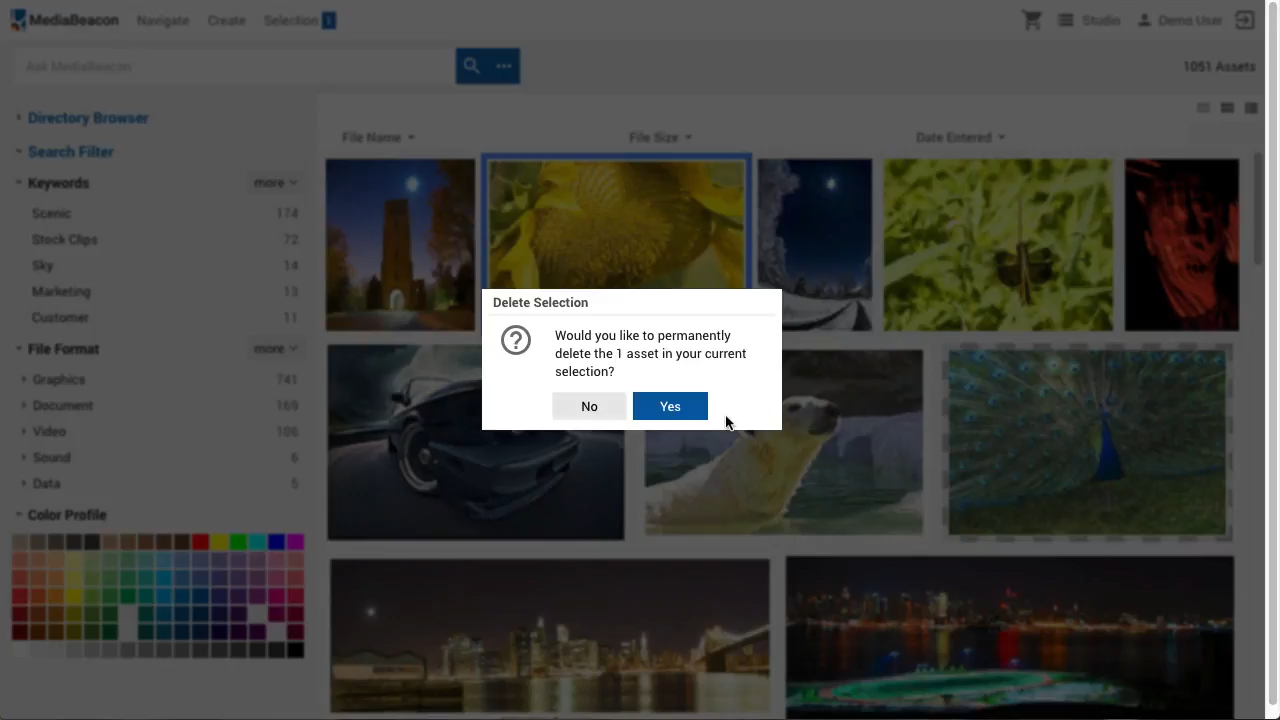 MediaBeacon Navigate Create Selection 1 Studio Demo User
Ask MediaBeacon 1051 Assets
Directory Browser
Search Filter
File Name File Size Date Entered
Keywords more
Scenic 174
Stock Clips 72
Sky 14
Marketing 13
Customer 11
File Format more
Graphics 741
Document 169
Video 106
Sound 6
Data 5
Color Profile
Delete Selection
Would you like to permanently
delete the 1 asset in your current
selection?
No Yes